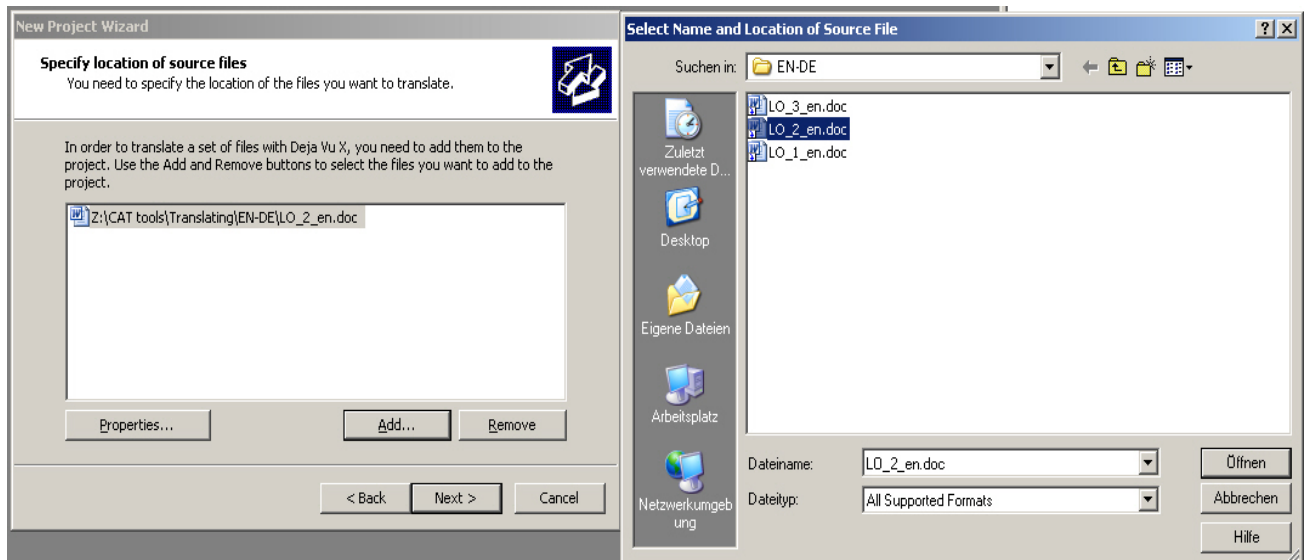 New Project Wizard
Specify location of source files
You need to specify the location of the files you want to translate.
In order to translate a set of files with Deja Vu X, you need to add them to the
project. Use the Add and Remove buttons to select the files you want to add to the
project.
Z:\CAT tools\Translating\EN-DE\LO_2_en.doc
Properties...
Add...
Remove
< Back
Next >
Cancel
Select Name and Location of Source File
Suchen in:
EN-DE
Zuletzt
verwendete D...
Desktop
Eigene Dateien
Arbeitsplatz
Netzwerkumgeb
ung
LO_3_en.doc
LO_2_en.doc
LO_1_en.doc
Dateiname:
LO_2_en.doc
Öffnen
Dateityp:
All Supported Formats
Abbrechen
Hilfe